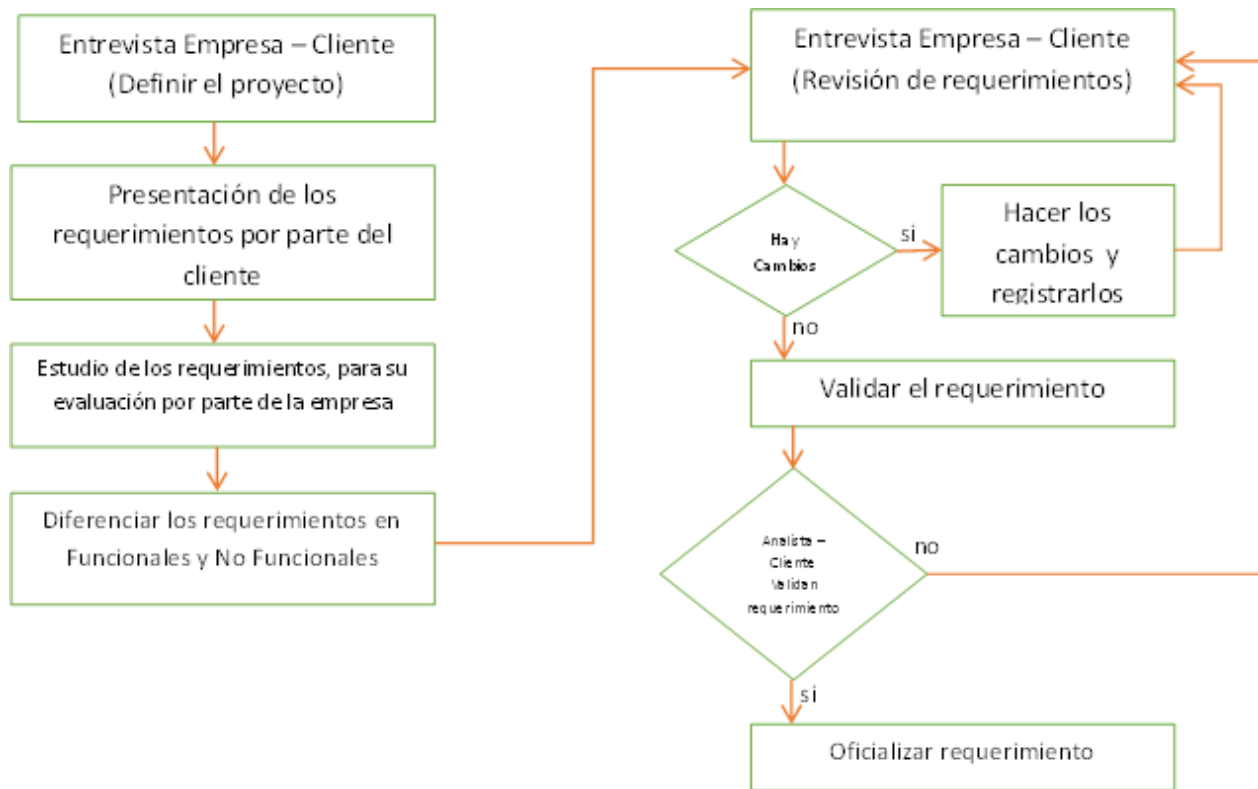 Entrevista Empresa – Cliente
(Definir el proyecto)
Presentación de los
requerimientos por parte del
cliente
Estudio de los requerimientos, para su
evaluación por parte de la empresa
Diferenciar los requerimientos en
Funcionales y No Funcionales
Entrevista Empresa – Cliente
(Revisión de requerimientos)
Hay
Cambios
si
Hacer los
cambios y
registrarlos
no
Validar el requerimiento
Analista –
Cliente
Validan
requerimiento
no
si
Oficializar requerimiento